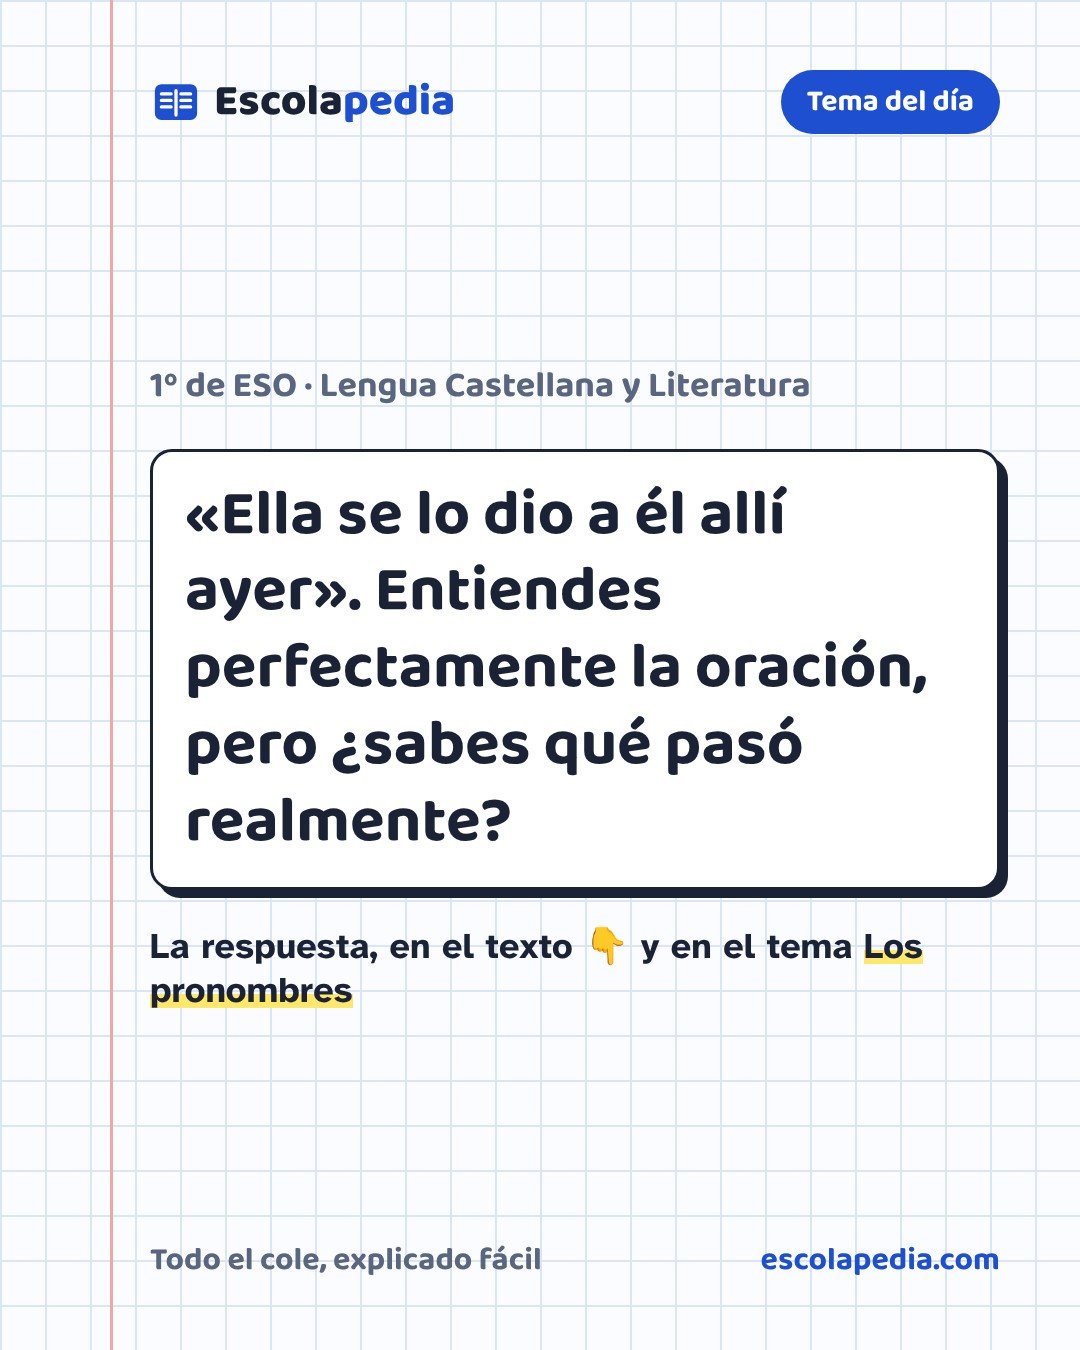 Escolapedia
Tema del día
1º de ESO · Lengua Castellana y Literatura
«Ella se lo dio a él allí
ayer». Entiendes
perfectamente la oración,
pero ¿sabes qué pasó
realmente?
La respuesta, en el texto 👇 y en el tema Los
pronombres
Todo el cole, explicado fácil
escolapedia.com